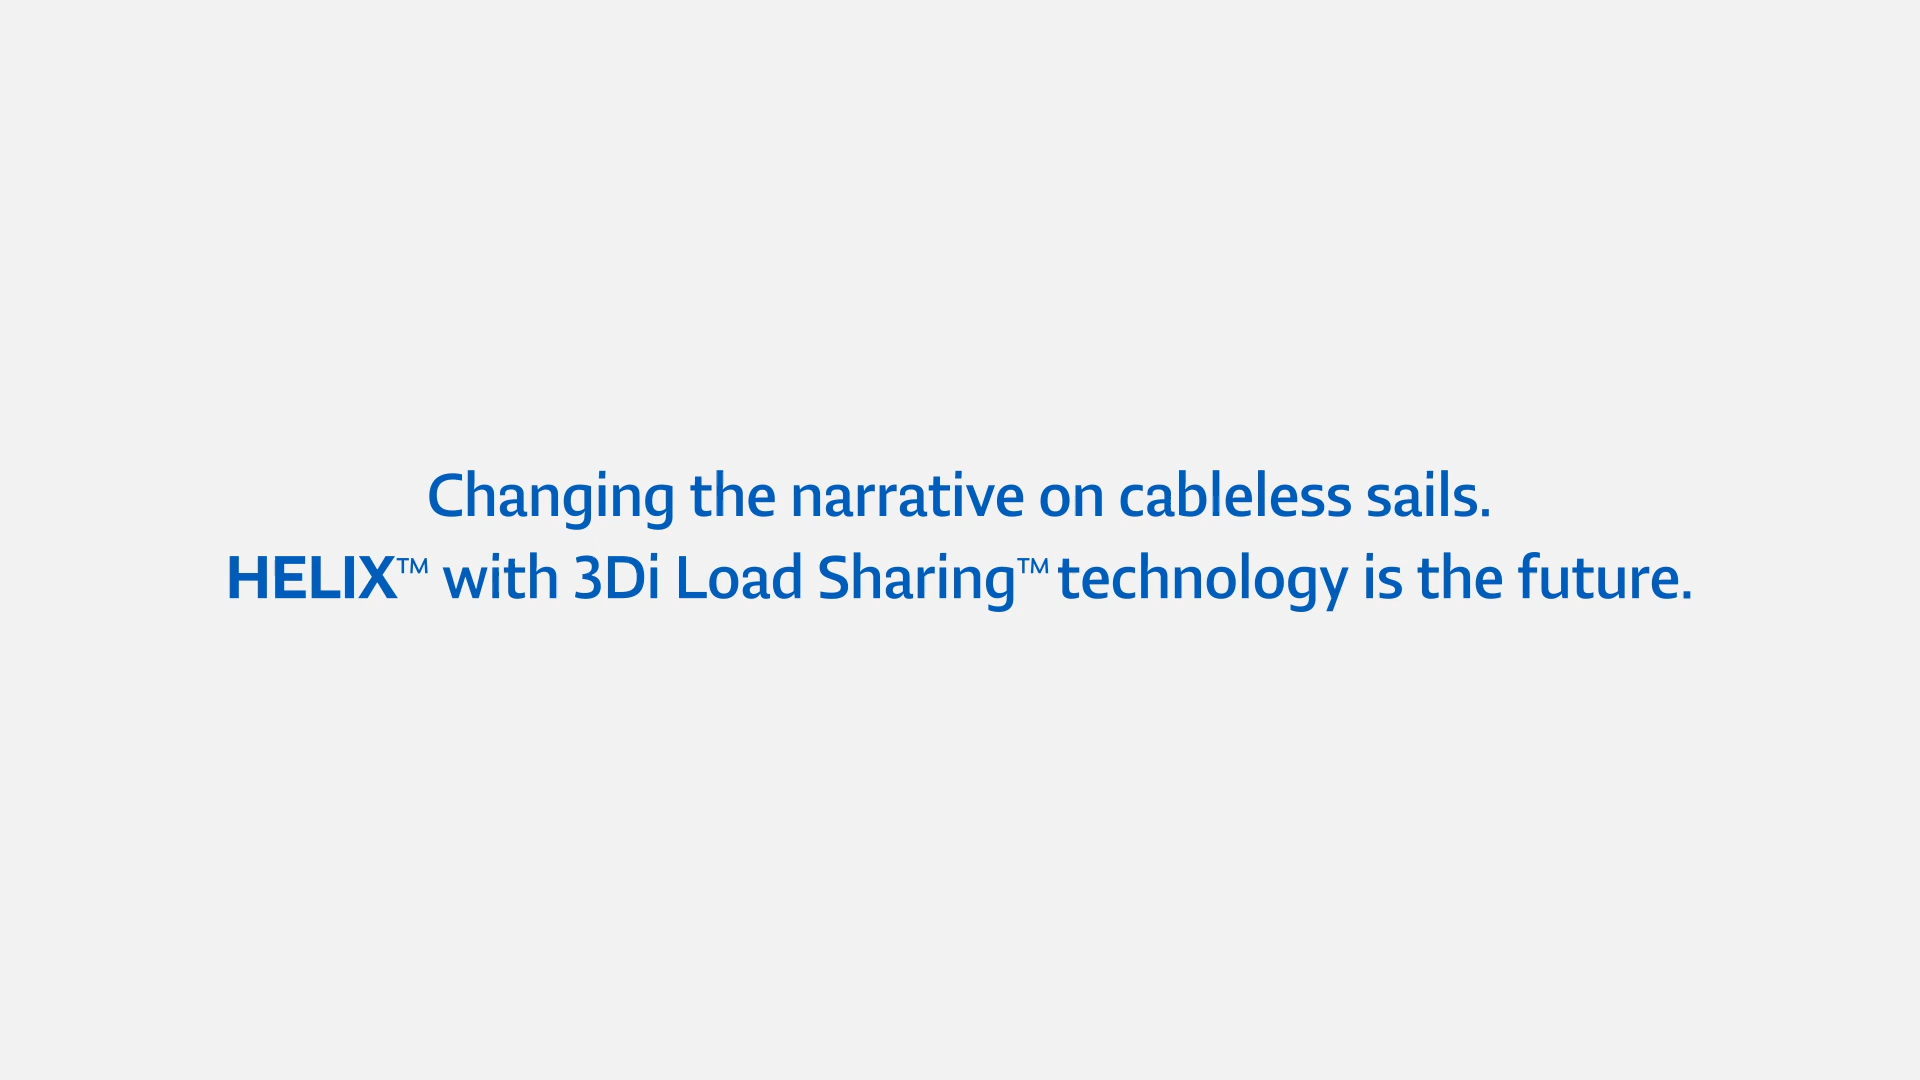 Changing the narrative on cableless sails.
HELIX™ with 3Di Load Sharing™ technology is the future.